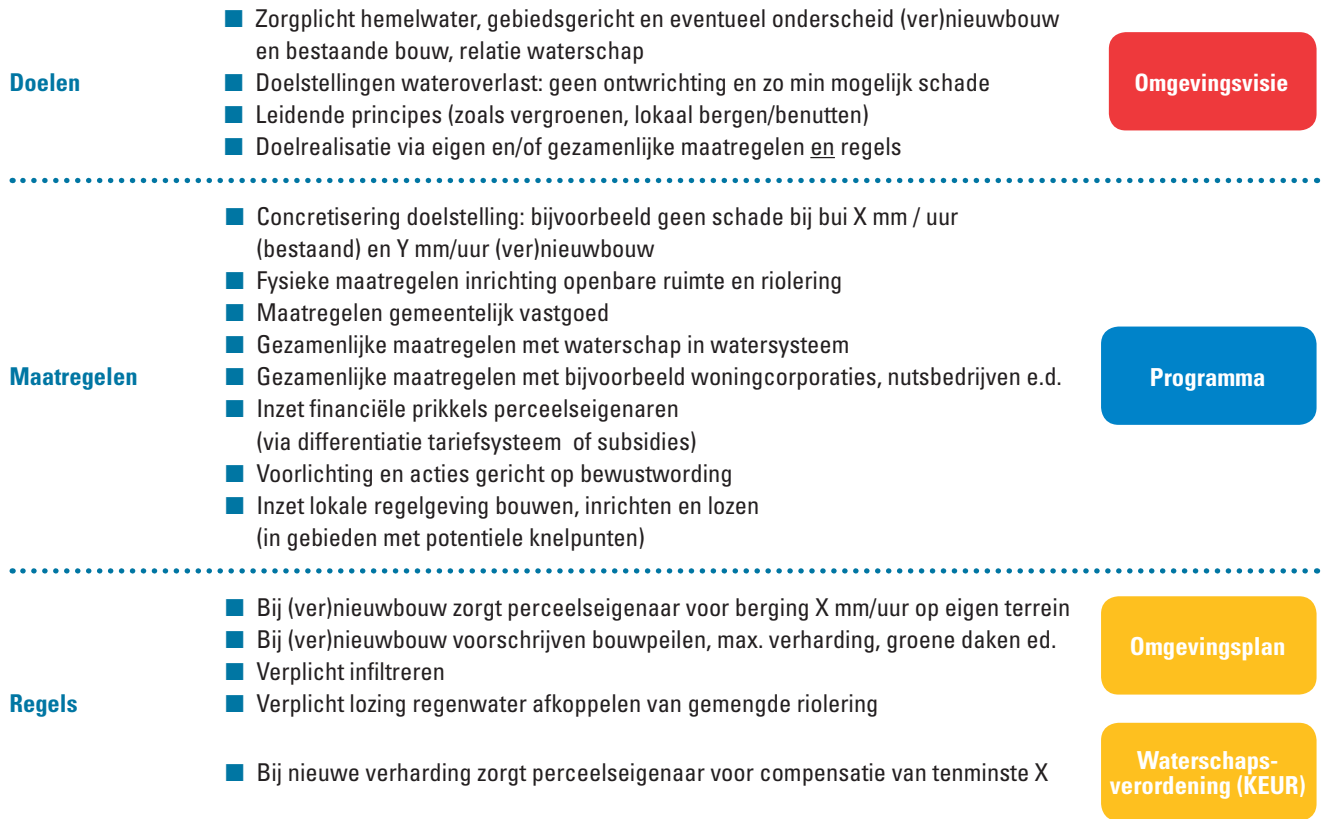 Doelen
■ Zorgplicht hemelwater, gebiedsgericht en eventueel onderscheid (ver)nieuwbouw
en bestaande bouw, relatie waterschap
■ Doelstellingen wateroverlast: geen ontwrichting en zo min mogelijk schade
■ Leidende principes (zoals vergroenen, lokaal bergen/benutten)
■ Doelrealisatie via eigen en/of gezamenlijke maatregelen en regels
Omgevingsvisie
Maatregelen
■ Concretisering doelstelling: bijvoorbeeld geen schade bij bui X mm / uur
(bestaand) en Y mm/uur (ver)nieuwbouw
■ Fysieke maatregelen inrichting openbare ruimte en riolering
■ Maatregelen gemeentelijk vastgoed
■ Gezamenlijke maatregelen met waterschap in watersysteem
■ Gezamenlijke maatregelen met bijvoorbeeld woningcorporaties, nutsbedrijven e.d.
■ Inzet financiële prikkels perceelseigenaren
(via differentiatie tariefsysteem of subsidies)
■ Voorlichting en acties gericht op bewustwording
■ Inzet lokale regelgeving bouwen, inrichten en lozen
(in gebieden met potentiele knelpunten)
Programma
Regels
■ Bij (ver)nieuwbouw zorgt perceelseigenaar voor berging X mm/uur op eigen terrein
■ Bij (ver)nieuwbouw voorschrijven bouwpeilen, max. verharding, groene daken ed.
■ Verplicht infiltreren
■ Verplicht lozing regenwater afkoppelen van gemengde riolering
Omgevingsplan
■ Bij nieuwe verharding zorgt perceelseigenaar voor compensatie van tenminste X
Waterschaps-
verordening (KEUR)